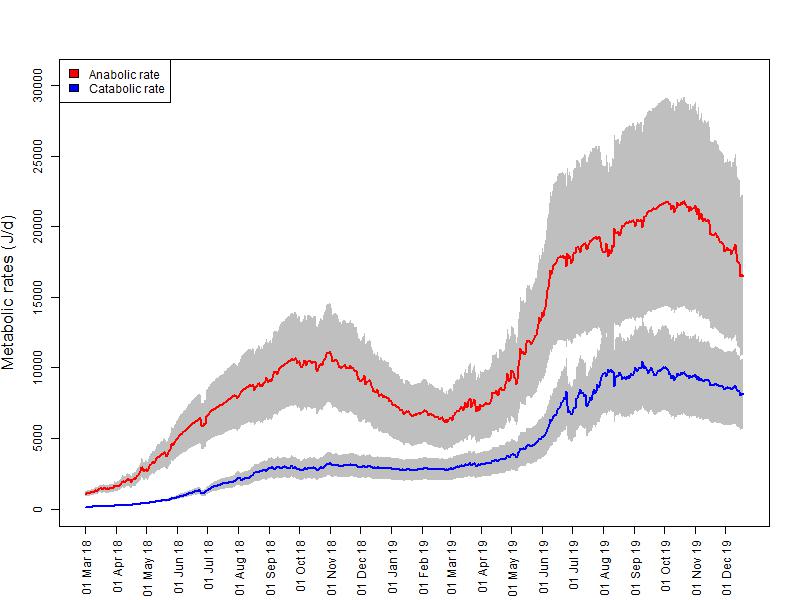 Anabolic rate
Catabolic rate
Metabolic rates (J/d)
30000
25000
20000
15000
10000
5000
0
01 Mar 18
01 Apr 18
01 May 18
01 Jun 18
01 Jul 18
01 Aug 18
01 Sep 18
01 Oct 18
01 Nov 18
01 Dec 18
01 Jan 19
01 Feb 19
01 Mar 19
01 Apr 19
01 May 19
01 Jun 19
01 Jul 19
01 Aug 19
01 Sep 19
01 Oct 19
01 Nov 19
01 Dec 19